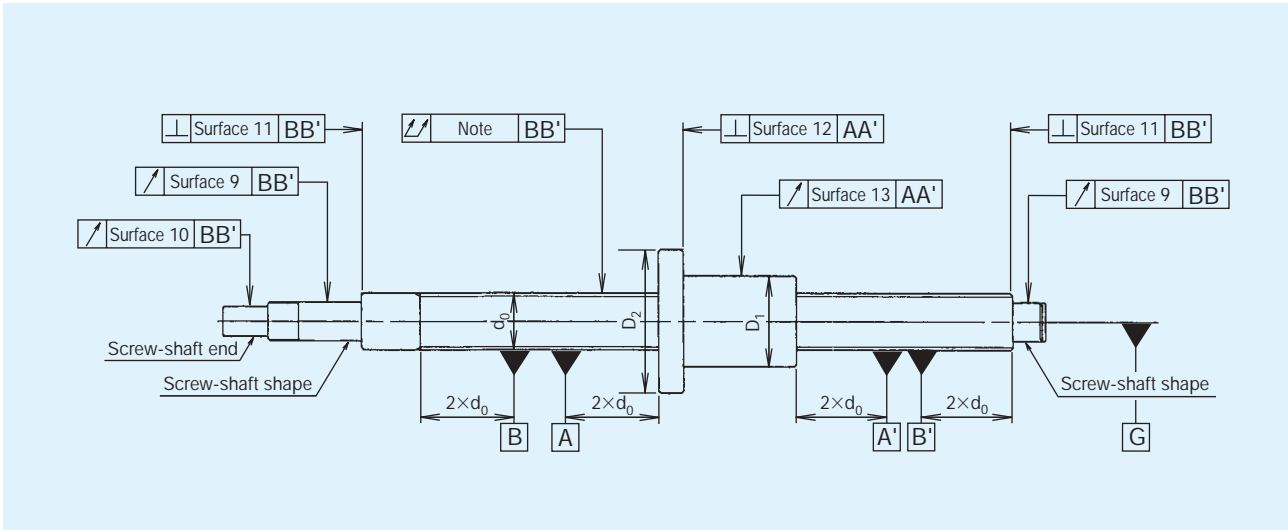 ⊥ Surface 11 BB'
⌰ Note BB'
⊥ Surface 12 AA'
⊥ Surface 11 BB'
↗ Surface 9 BB'
↗ Surface 13 AA'
↗ Surface 9 BB'
↗ Surface 10 BB'
d₀
D₂
D₁
Screw-shaft end
Screw-shaft shape
Screw-shaft shape
2×d₀
2×d₀
2×d₀
2×d₀
B
A
A'
B'
G